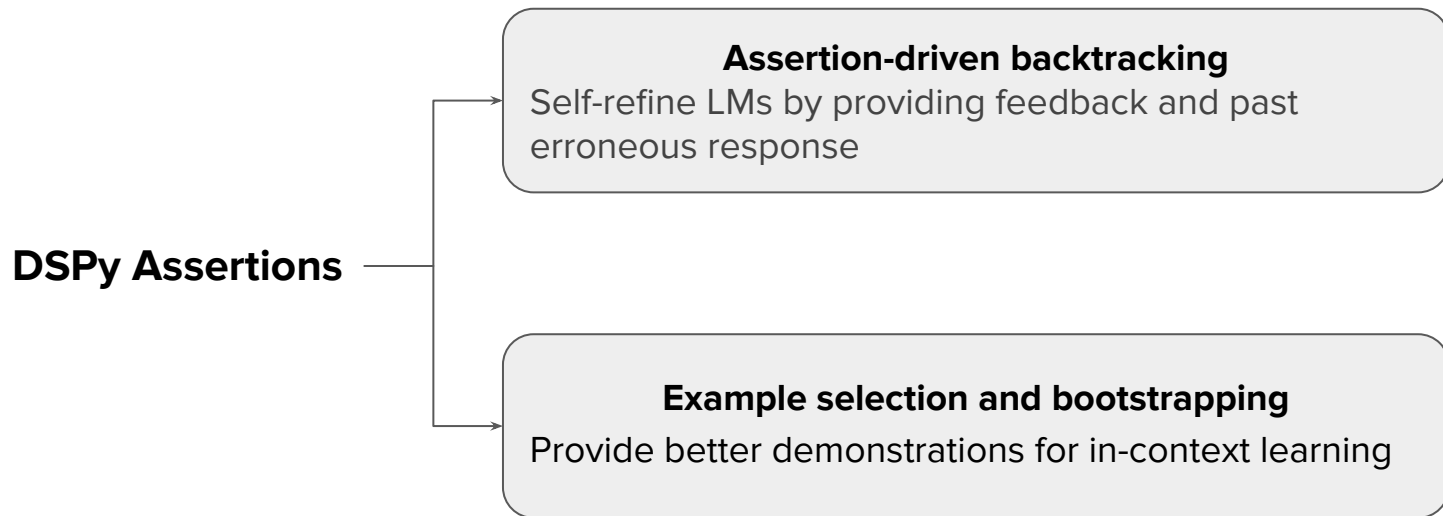 Assertion-driven backtracking
Self-refine LMs by providing feedback and past
erroneous response
DSPy Assertions
Example selection and bootstrapping
Provide better demonstrations for in-context learning